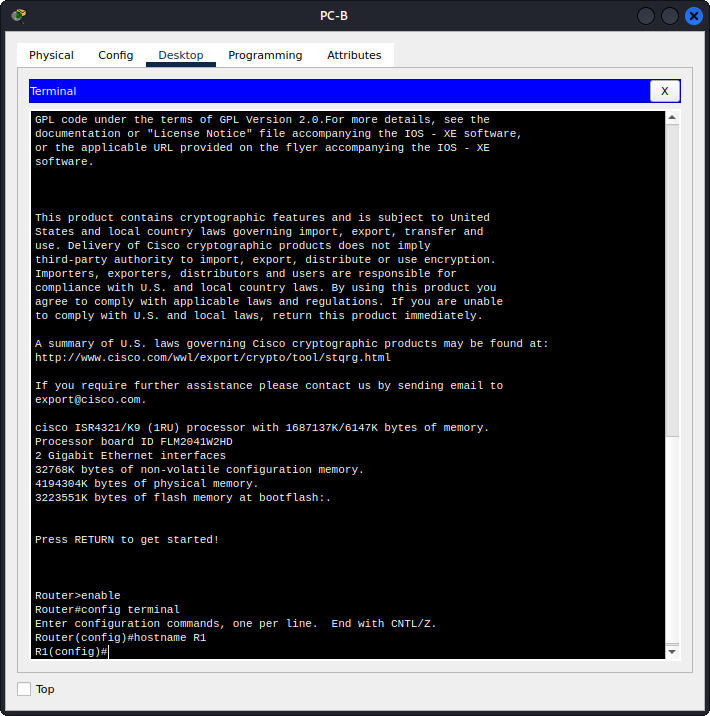 PC-B
Physical Config Desktop Programming Attributes
Terminal X
GPL code under the terms of GPL Version 2.0.For more details, see the
documentation or "License Notice" file accompanying the IOS - XE software,
or the applicable URL provided on the flyer accompanying the IOS - XE
software.
This product contains cryptographic features and is subject to United
States and local country laws governing import, export, transfer and
use. Delivery of Cisco cryptographic products does not imply
third-party authority to import, export, distribute or use encryption.
Importers, exporters, distributors and users are responsible for
compliance with U.S. and local country laws. By using this product you
agree to comply with applicable laws and regulations. If you are unable
to comply with U.S. and local laws, return this product immediately.
A summary of U.S. laws governing Cisco cryptographic products may be found at:
http://www.cisco.com/wwl/export/crypto/tool/stqrg.html
If you require further assistance please contact us by sending email to
export@cisco.com.
cisco ISR4321/K9 (1RU) processor with 1687137K/6147K bytes of memory.
Processor board ID FLM2041W2HD
2 Gigabit Ethernet interfaces
32768K bytes of non-volatile configuration memory.
4194304K bytes of physical memory.
3223551K bytes of flash memory at bootflash:.
Press RETURN to get started!
Router>enable
Router#config terminal
Enter configuration commands, one per line.  End with CNTL/Z.
Router(config)#hostname R1
R1(config)#
Top